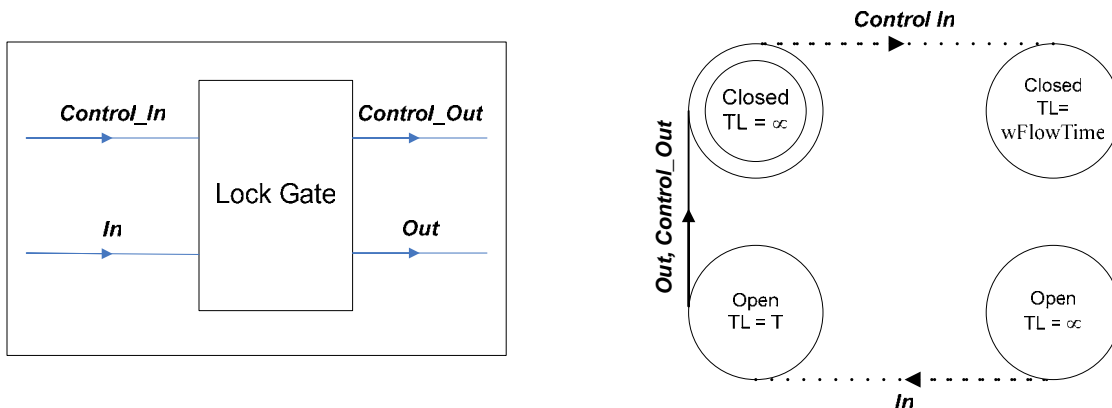 Control_In
Control_Out
Lock Gate
In
Out
Control In
Closed
TL = ∝
Closed
TL=
wFlowTime
Out, Control_Out
Open
TL = T
Open
TL = ∝
In